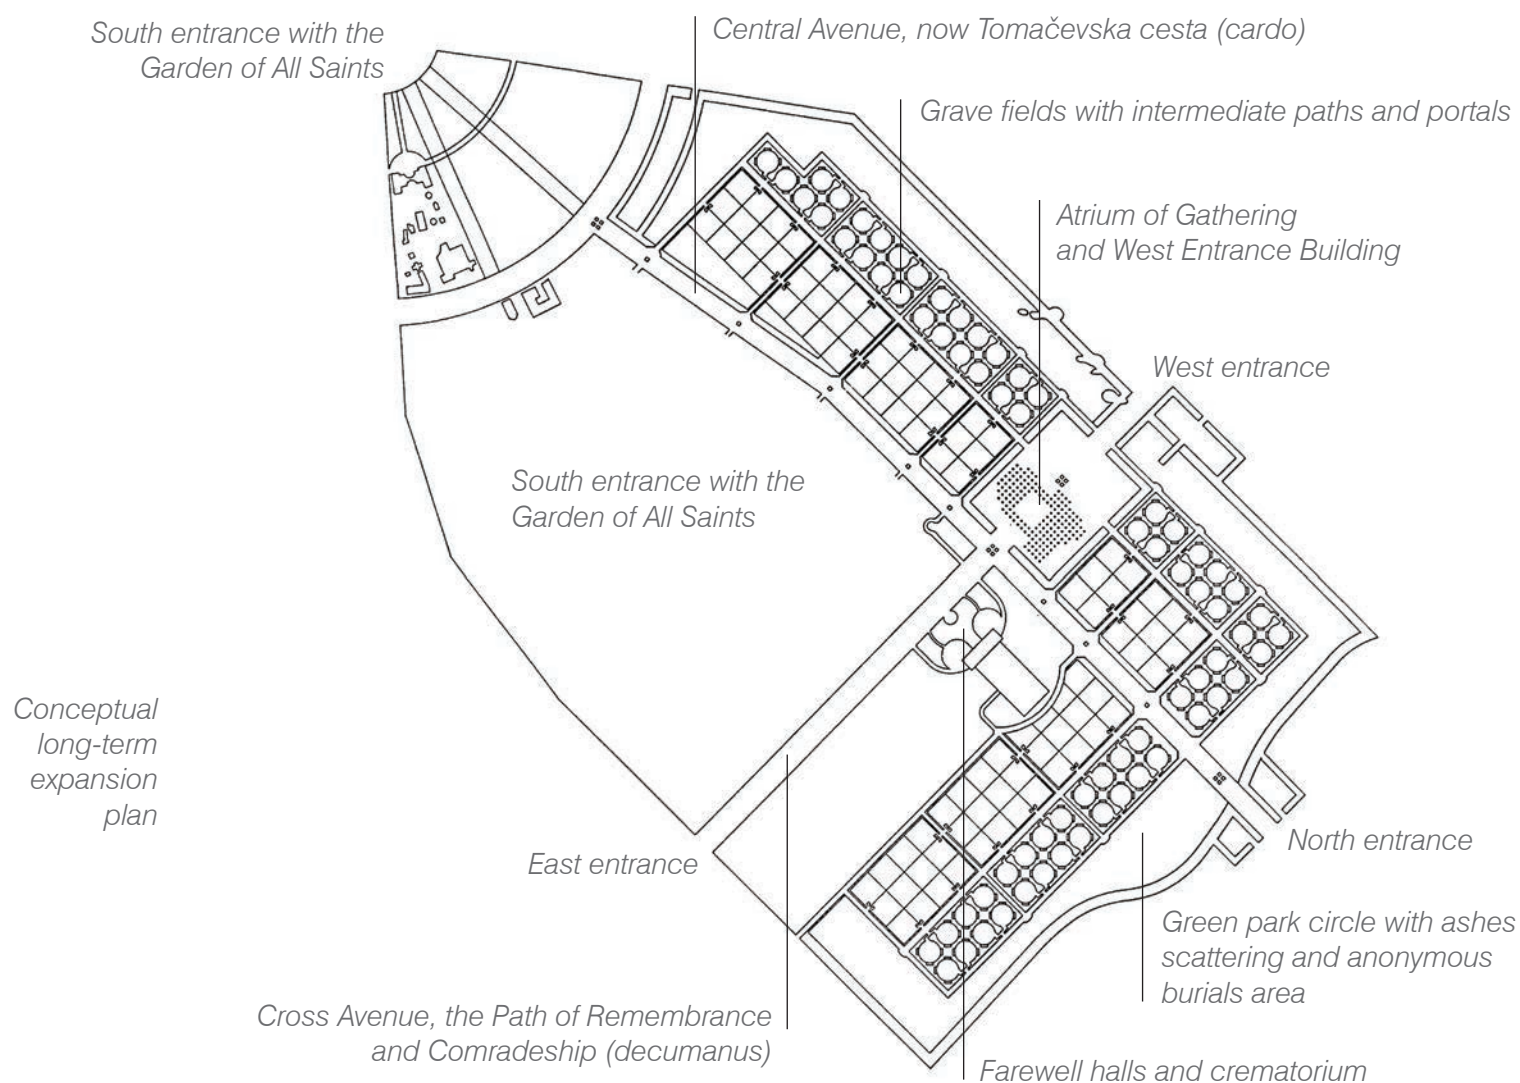 South entrance with the
Garden of All Saints
Central Avenue, now Tomačevska cesta (cardo)
Grave fields with intermediate paths and portals
Atrium of Gathering
and West Entrance Building
West entrance
South entrance with the
Garden of All Saints
Conceptual
long-term
expansion
plan
East entrance
North entrance
Green park circle with ashes
scattering and anonymous
burials area
Cross Avenue, the Path of Remembrance
and Comradeship (decumanus)
Farewell halls and crematorium